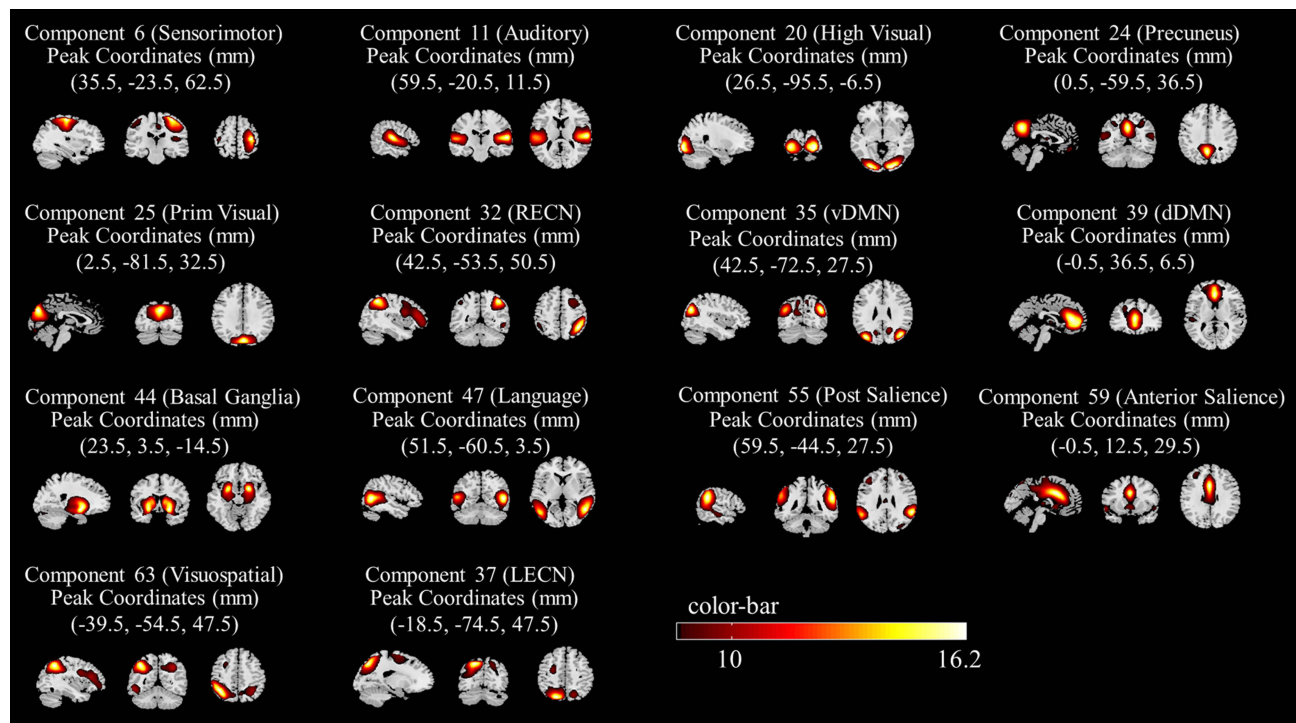 Component 6 (Sensorimotor)
Peak Coordinates (mm)
(35.5, -23.5, 62.5)
Component 11 (Auditory)
Peak Coordinates (mm)
(59.5, -20.5, 11.5)
Component 20 (High Visual)
Peak Coordinates (mm)
(26.5, -95.5, -6.5)
Component 24 (Precuneus)
Peak Coordinates (mm)
(0.5, -59.5, 36.5)
Component 25 (Prim Visual)
Peak Coordinates (mm)
(2.5, -81.5, 32.5)
Component 32 (RECN)
Peak Coordinates (mm)
(42.5, -53.5, 50.5)
Component 35 (vDMN)
Peak Coordinates (mm)
(42.5, -72.5, 27.5)
Component 39 (dDMN)
Peak Coordinates (mm)
(-0.5, 36.5, 6.5)
Component 44 (Basal Ganglia)
Peak Coordinates (mm)
(23.5, 3.5, -14.5)
Component 47 (Language)
Peak Coordinates (mm)
(51.5, -60.5, 3.5)
Component 55 (Post Salience)
Peak Coordinates (mm)
(59.5, -44.5, 27.5)
Component 59 (Anterior Salience)
Peak Coordinates (mm)
(-0.5, 12.5, 29.5)
Component 63 (Visuospatial)
Peak Coordinates (mm)
(-39.5, -54.5, 47.5)
Component 37 (LECN)
Peak Coordinates (mm)
(-18.5, -74.5, 47.5)
color-bar
10 16.2